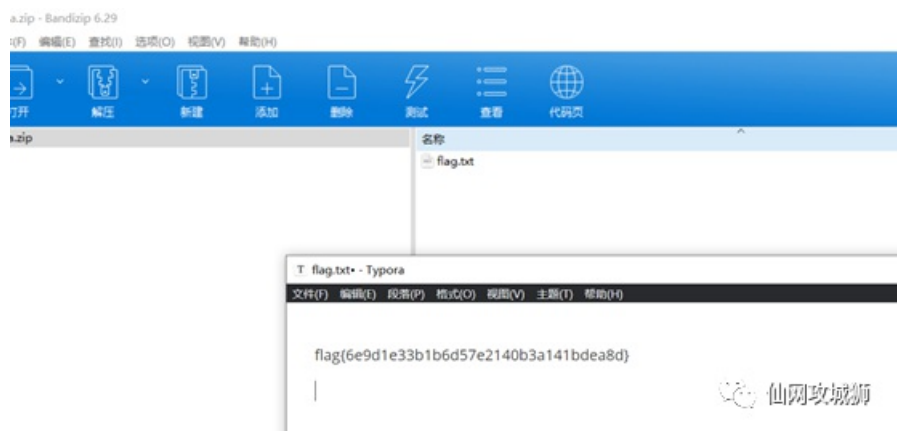 a.zip - Bandizip 6.29
(F) 编辑(E) 查找(I) 选项(O) 视图(V) 帮助(H)
打开 解压 新建 添加 删除 测试 查看 代码页
a.zip
名称
flag.txt
T flag.txt• - Typora
文件(F) 编辑(E) 段落(P) 格式(O) 视图(V) 主题(T) 帮助(H)
flag{6e9d1e33b1b6d57e2140b3a141bdea8d}
仙网攻城狮